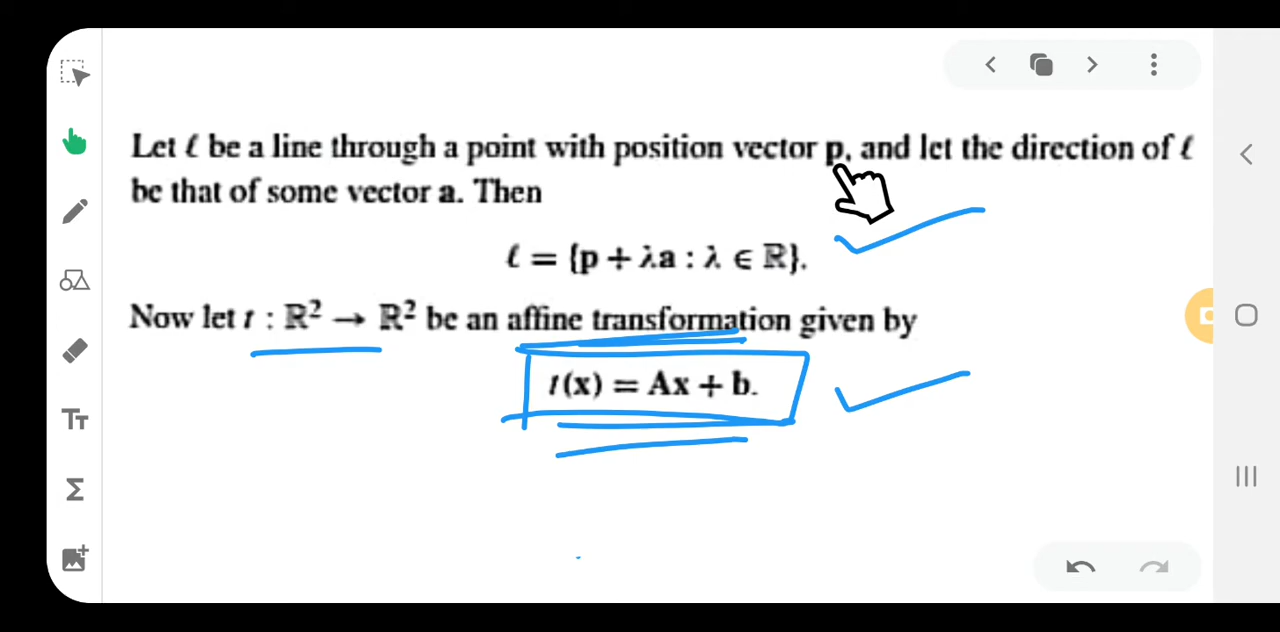 Let ℓ be a line through a point with position vector p, and let the direction of ℓ
be that of some vector a. Then
ℓ = {p + λa : λ ∈ ℝ}.
Now let t : ℝ² → ℝ² be an affine transformation given by
t(x) = Ax + b.
Tт
Σ